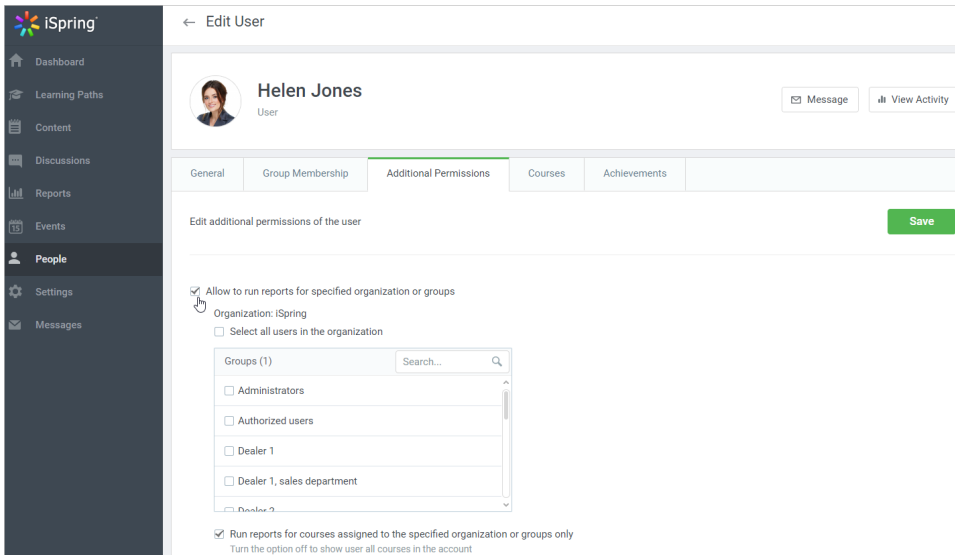 iSpring
← Edit User
Dashboard
Learning Paths
Content
Discussions
Reports
15
Events
People
Settings
Messages
Helen Jones
User
Message
View Activity
General
Group Membership
Additional Permissions
Courses
Achievements
Edit additional permissions of the user
Save
Allow to run reports for specified organization or groups
Organization: iSpring
Select all users in the organization
Groups (1)
Search...
Administrators
Authorized users
Dealer 1
Dealer 1, sales department
Dealer 2
Run reports for courses assigned to the specified organization or groups only
Turn the option off to show user all courses in the account